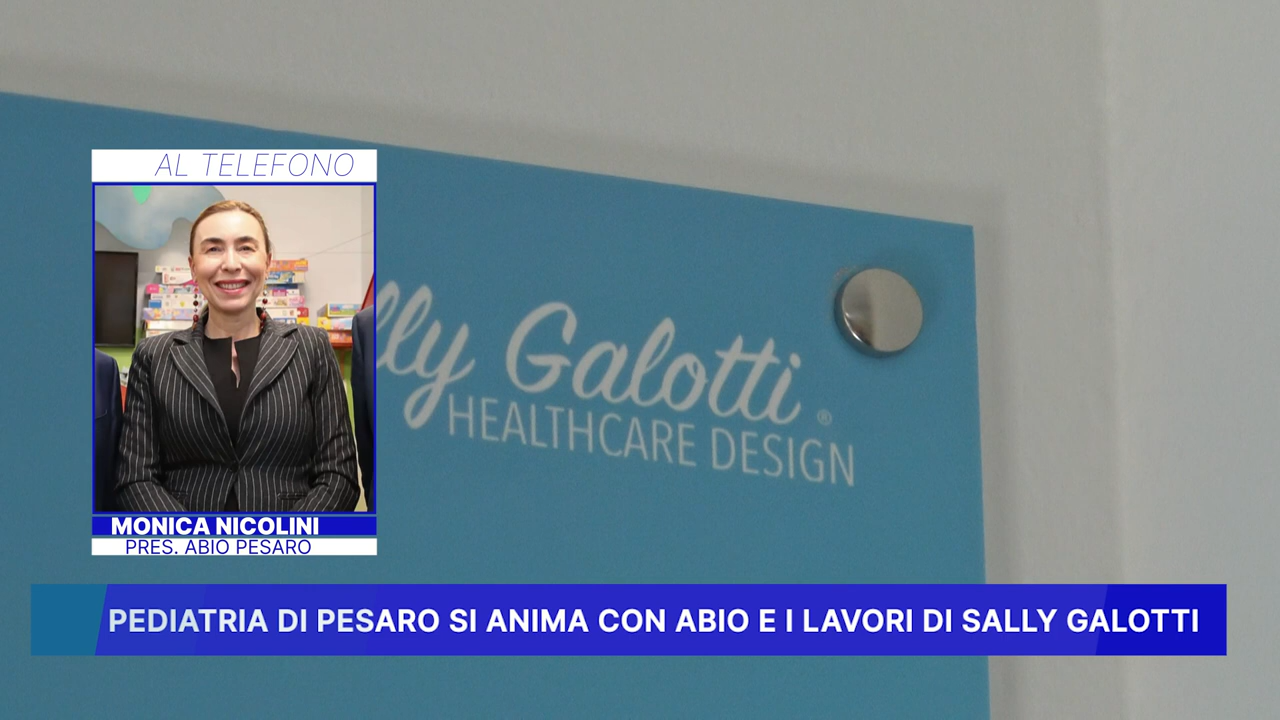 AL TELEFONO
lly Galotti ®
HEALTHCARE DESIGN
MONICA NICOLINI
PRES. ABIO PESARO
PEDIATRIA DI PESARO SI ANIMA CON ABIO E I LAVORI DI SALLY GALOTTI